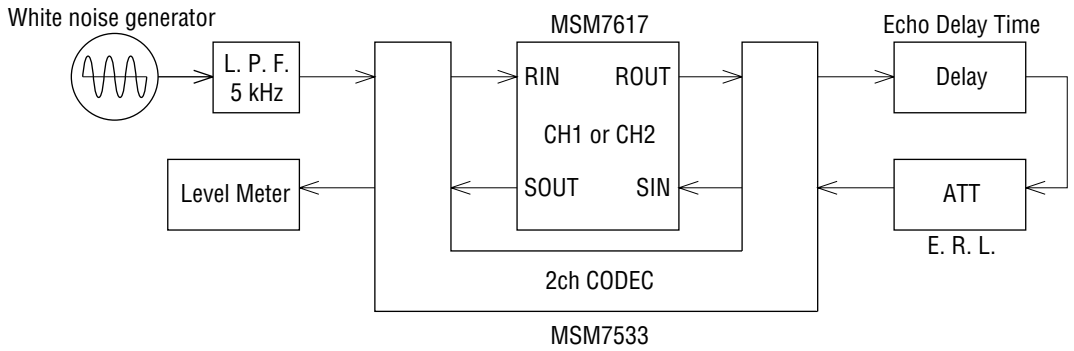 White noise generator
L. P. F.
5 kHz
Level Meter
MSM7617
RIN
ROUT
CH1 or CH2
SOUT
SIN
2ch CODEC
MSM7533
Echo Delay Time
Delay
ATT
E. R. L.